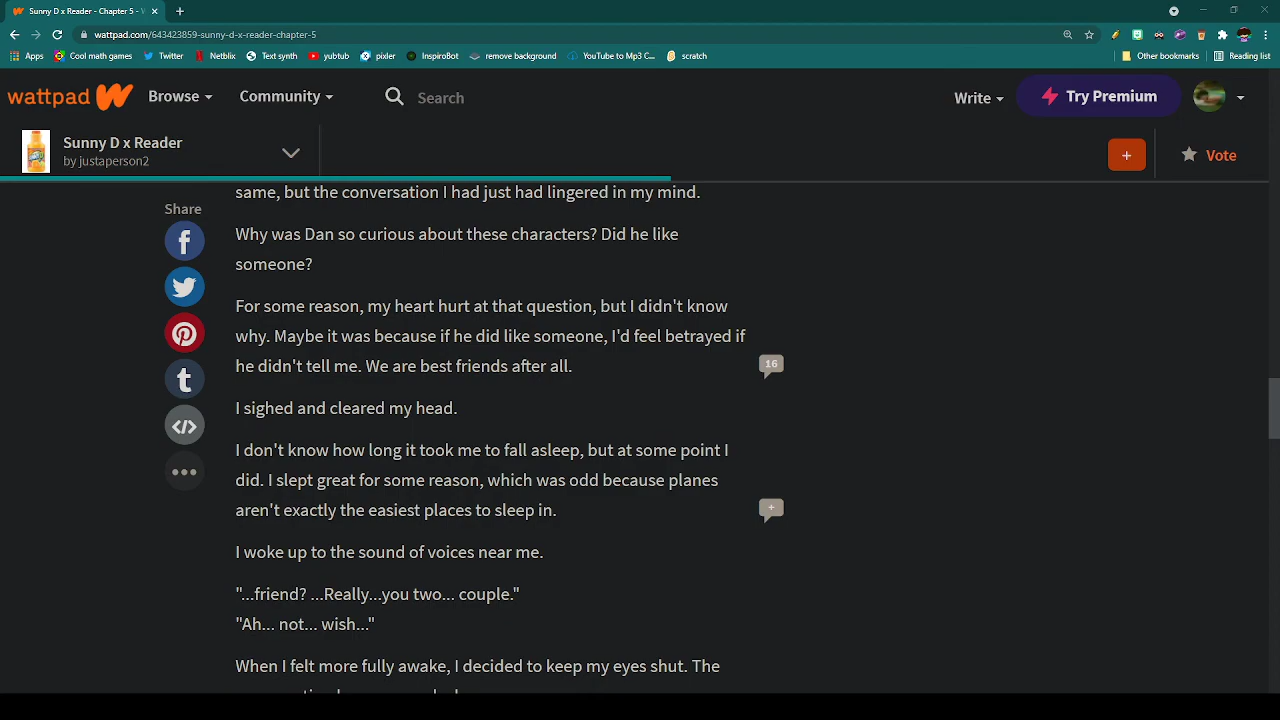 Sunny D x Reader - Chapter 5 - W
wattpad.com/643423859-sunny-d-x-reader-chapter-5
Apps Cool math games Twitter Netblix Text synth yubtub pixler InspiroBot remove background YouTube to Mp3 C... scratch Other bookmarks Reading list
wattpad Browse Community Search Write Try Premium
Sunny D x Reader
by justaperson2
+ Vote
same, but the conversation I had just had lingered in my mind.
Share
Why was Dan so curious about these characters? Did he like
someone?
For some reason, my heart hurt at that question, but I didn't know
why. Maybe it was because if he did like someone, I'd feel betrayed if
he didn't tell me. We are best friends after all.
16
I sighed and cleared my head.
I don't know how long it took me to fall asleep, but at some point I
did. I slept great for some reason, which was odd because planes
aren't exactly the easiest places to sleep in.
+
I woke up to the sound of voices near me.
"...friend? ...Really...you two... couple."
"Ah... not... wish..."
When I felt more fully awake, I decided to keep my eyes shut. The